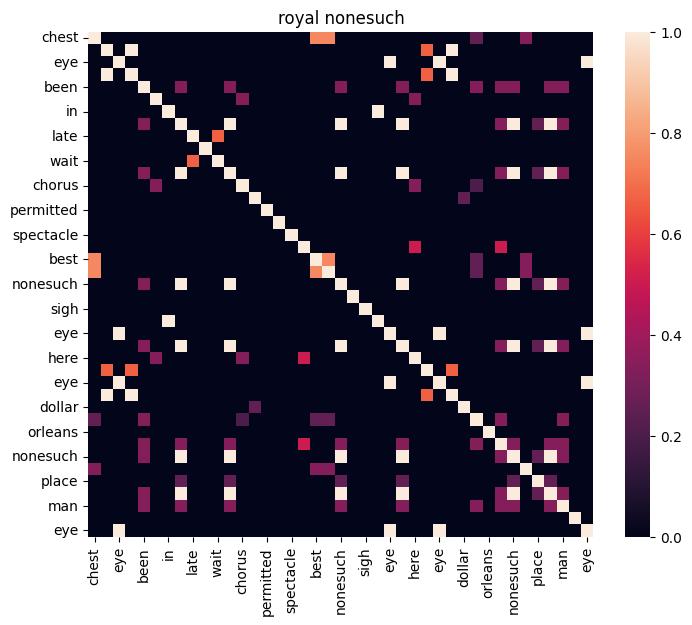 royal nonesuch
chest
eye
been
in
late
wait
chorus
permitted
spectacle
best
nonesuch
sigh
eye
here
eye
dollar
orleans
nonesuch
place
man
eye
chest
eye
been
in
late
wait
chorus
permitted
spectacle
best
nonesuch
sigh
eye
here
eye
dollar
orleans
nonesuch
place
man
eye
1.0
0.8
0.6
0.4
0.2
0.0